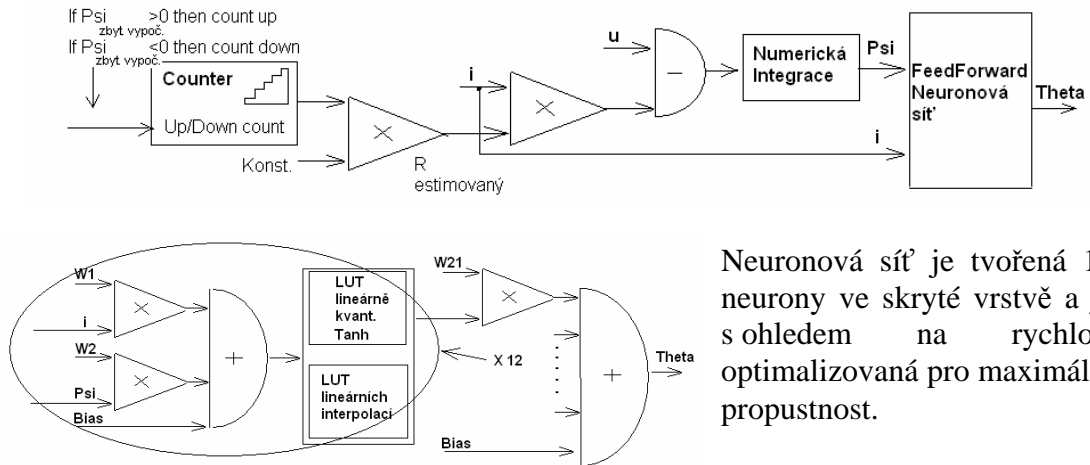 If Psi zbyt. vypoč. >0 then count up
If Psi zbyt. vypoč. <0 then count down
Counter
Up/Down count
Konst.
R
estimovaný
i
u
Numerická
Integrace
Psi
i
FeedForward
Neuronová
síť
Theta
W1
i
W2
Psi
Bias
LUT
lineárně
kvant.
Tanh
LUT
lineárních
interpolací
X 12
W21
Bias
Theta
Neuronová síť je tvořená
neurony ve skryté vrstvě a
s ohledem na rychlo
optimalizovaná pro maximál
propustnost.